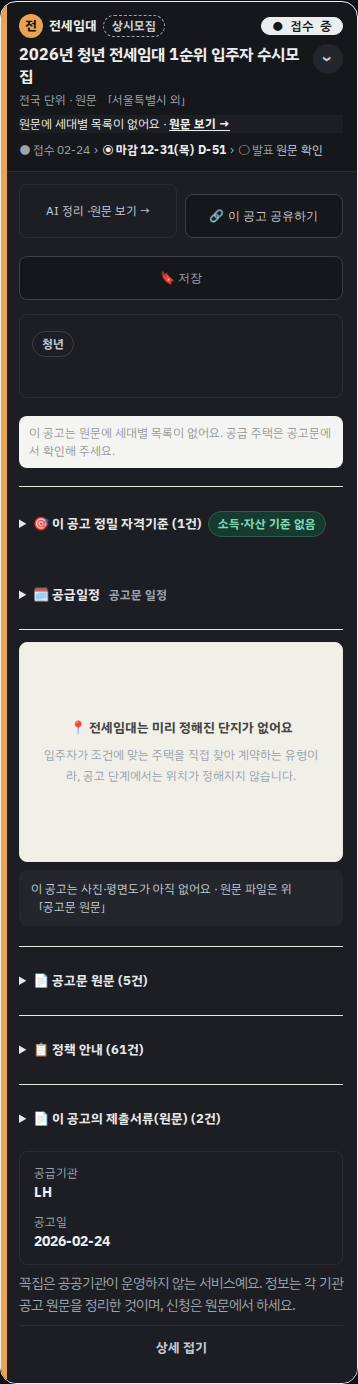 전 전세임대 상시모집 ● 접수 중
2026년 청년 전세임대 1순위 입주자 수시모
집
전국 단위 · 원문 「서울특별시 외」
원문에 세대별 목록이 없어요 · 원문 보기 →
● 접수 02-24 › ◉ 마감 12-31(목) D-51 › ○ 발표 원문 확인
AI 정리 ·원문 보기 →
🔗 이 공고 공유하기
🔖 저장
청년
이 공고는 원문에 세대별 목록이 없어요. 공급 주택은 공고문에
서 확인해 주세요.
▶ 🎯 이 공고 정밀 자격기준 (1건) 소득·자산 기준 없음
▶ 🗓️ 공급일정 공고문 일정
📍 전세임대는 미리 정해진 단지가 없어요
입주자가 조건에 맞는 주택을 직접 찾아 계약하는 유형이
라, 공고 단계에서는 위치가 정해지지 않습니다.
이 공고는 사진·평면도가 아직 없어요 · 원문 파일은 위
「공고문 원문」
▶ 📄 공고문 원문 (5건)
▶ 📋 정책 안내 (61건)
▶ 📄 이 공고의 제출서류(원문) (2건)
공급기관
LH
공고일
2026-02-24
꼭집은 공공기관이 운영하지 않는 서비스예요. 정보는 각 기관
공고 원문을 정리한 것이며, 신청은 원문에서 하세요.
상세 접기